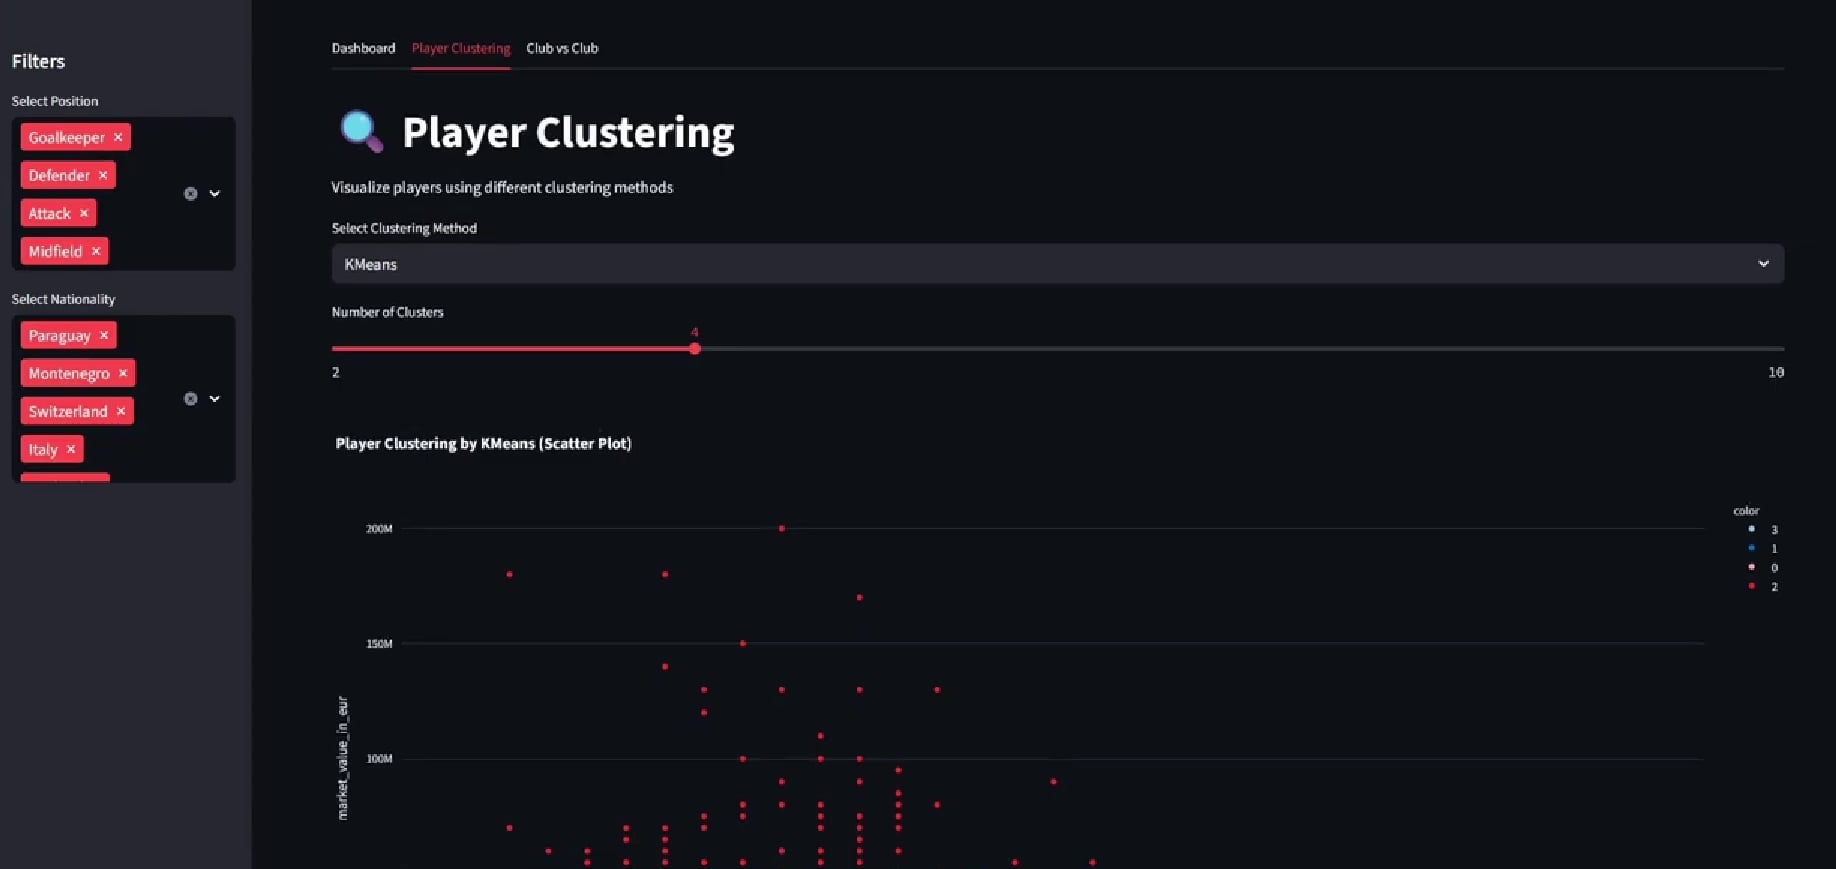 Filters
Select Position
Goalkeeper ×
Defender ×
Attack ×
Midfield ×
Select Nationality
Paraguay ×
Montenegro ×
Switzerland ×
Italy ×
Dashboard Player Clustering Club vs Club
Player Clustering
Visualize players using different clustering methods
Select Clustering Method
KMeans
Number of Clusters
4
2 10
Player Clustering by KMeans (Scatter Plot)
200M
150M
100M
market_value_in_eur
color
3
1
0
2